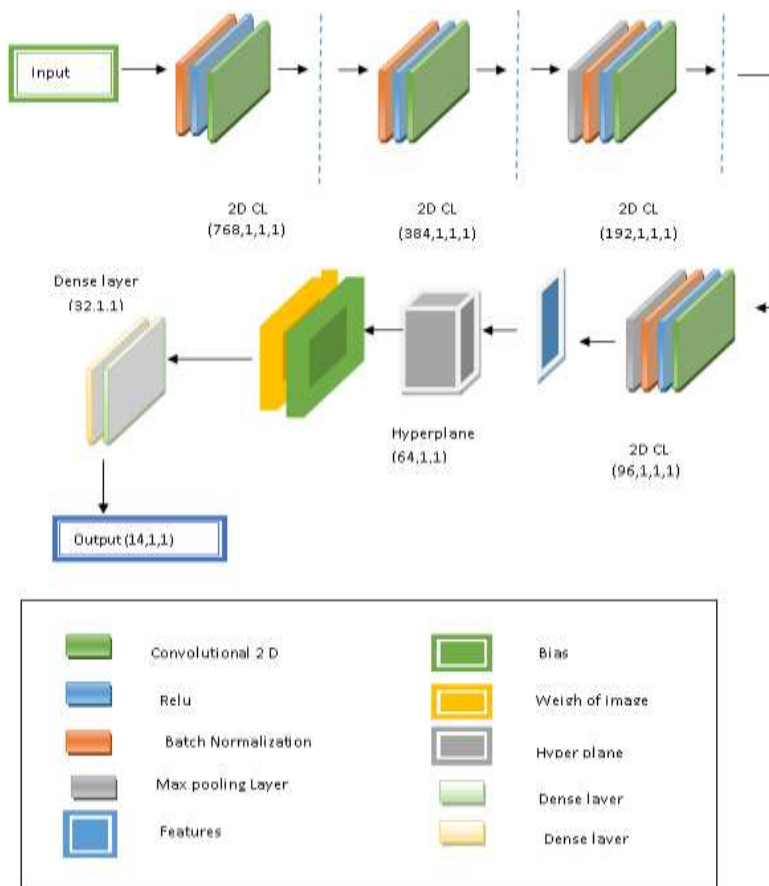 Input
2D CL
(768,1,1,1)
2D CL
(384,1,1,1)
2D CL
(192,1,1,1)
Dense layer
(32,1,1)
Hyperplane
(64,1,1)
2D CL
(96,1,1,1)
Output (14,1,1)
Convolutional 2 D
Relu
Batch Normalization
Max pooling Layer
Features
Bias
Weigh of image
Hyper plane
Dense layer
Dense layer